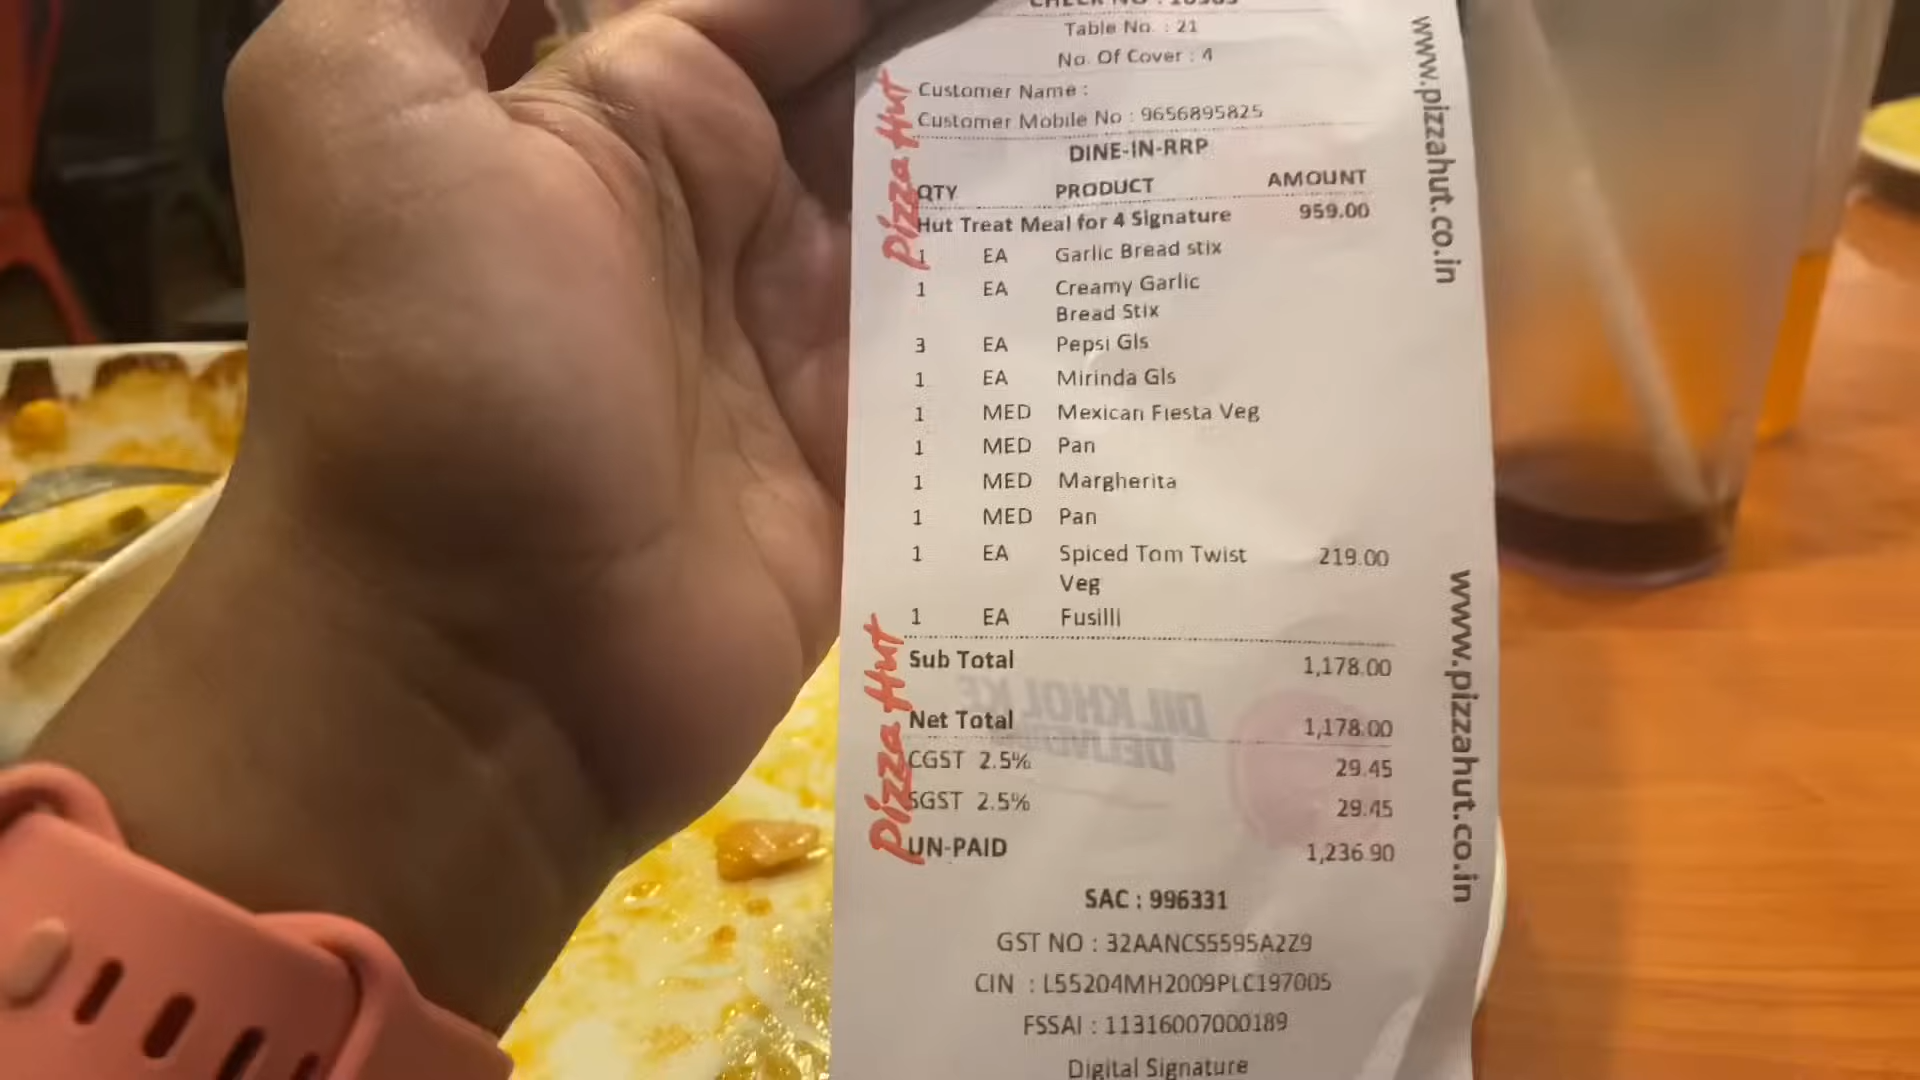 CHECK NO : 
Table No. : 21
No. Of Cover : 4
Customer Name :
Customer Mobile No : 9656895825
DINE-IN-RRP
QTY PRODUCT AMOUNT
Hut Treat Meal for 4 Signature 959.00
1 EA Garlic Bread stix
1 EA Creamy Garlic
Bread Stix
3 EA Pepsi Gls
1 EA Mirinda Gls
1 MED Mexican Fiesta Veg
1 MED Pan
1 MED Margherita
1 MED Pan
1 EA Spiced Tom Twist 219.00
Veg
1 EA Fusilli
Sub Total 1,178.00
Net Total 1,178.00
CGST 2.5% 29.45
SGST 2.5% 29.45
UN-PAID 1,236.90
SAC : 996331
GST NO : 32AANCS5595A2Z9
CIN : L55204MH2009PLC197005
FSSAI : 11316007000189
Digital Signature
Pizza Hut
Pizza Hut
www.pizzahut.co.in
www.pizzahut.co.in
DIL KHOL KE